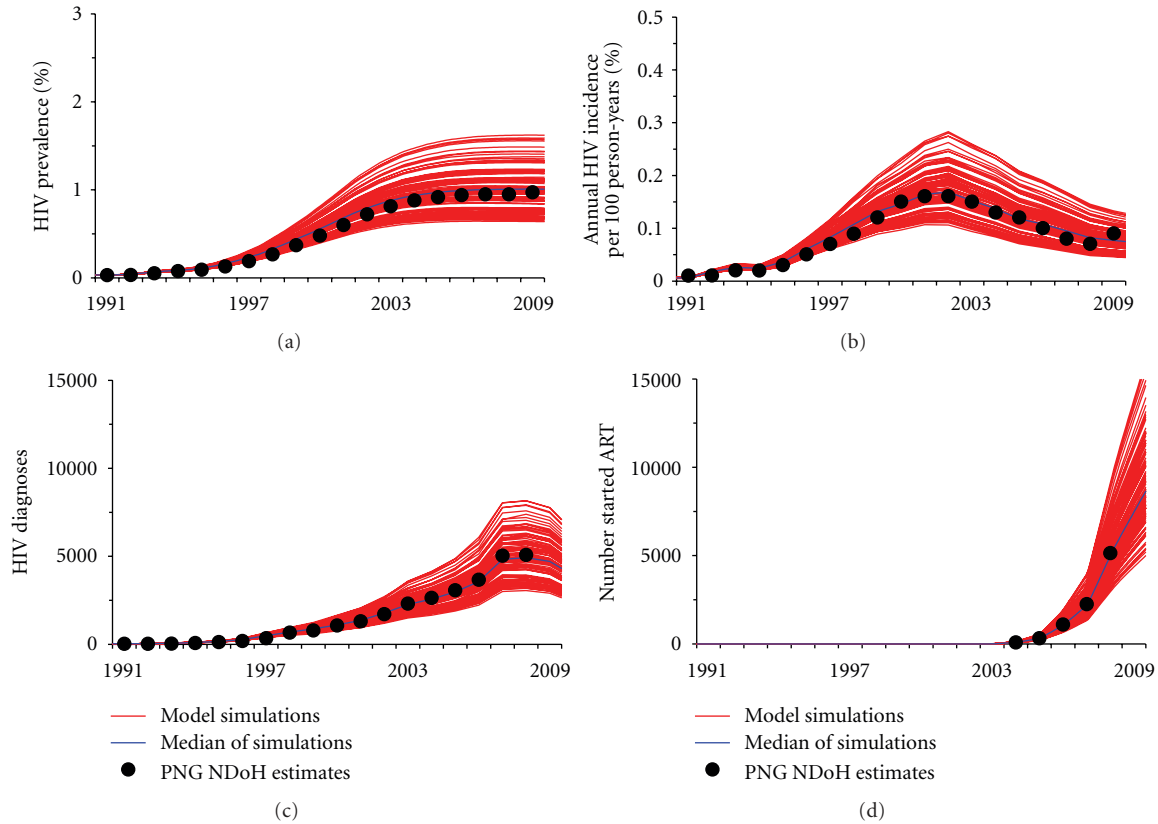 HIV prevalence (%)
3
2
1
0
1991 1997 2003 2009
(a)
Annual HIV incidence
per 100 person-years (%)
0.5
0.4
0.3
0.2
0.1
0
1991 1997 2003 2009
(b)
HIV diagnoses
15000
10000
5000
0
1991 1997 2003 2009
Model simulations
Median of simulations
PNG NDoH estimates
(c)
Number started ART
15000
10000
5000
0
1991 1997 2003 2009
Model simulations
Median of simulations
PNG NDoH estimates
(d)